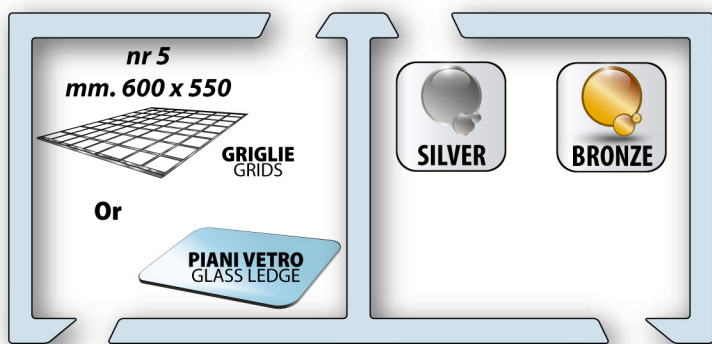 nr 5
mm. 600 x 550
GRIGLIE
GRIDS
Or
PIANI VETRO
GLASS LEDGE
SILVER
BRONZE